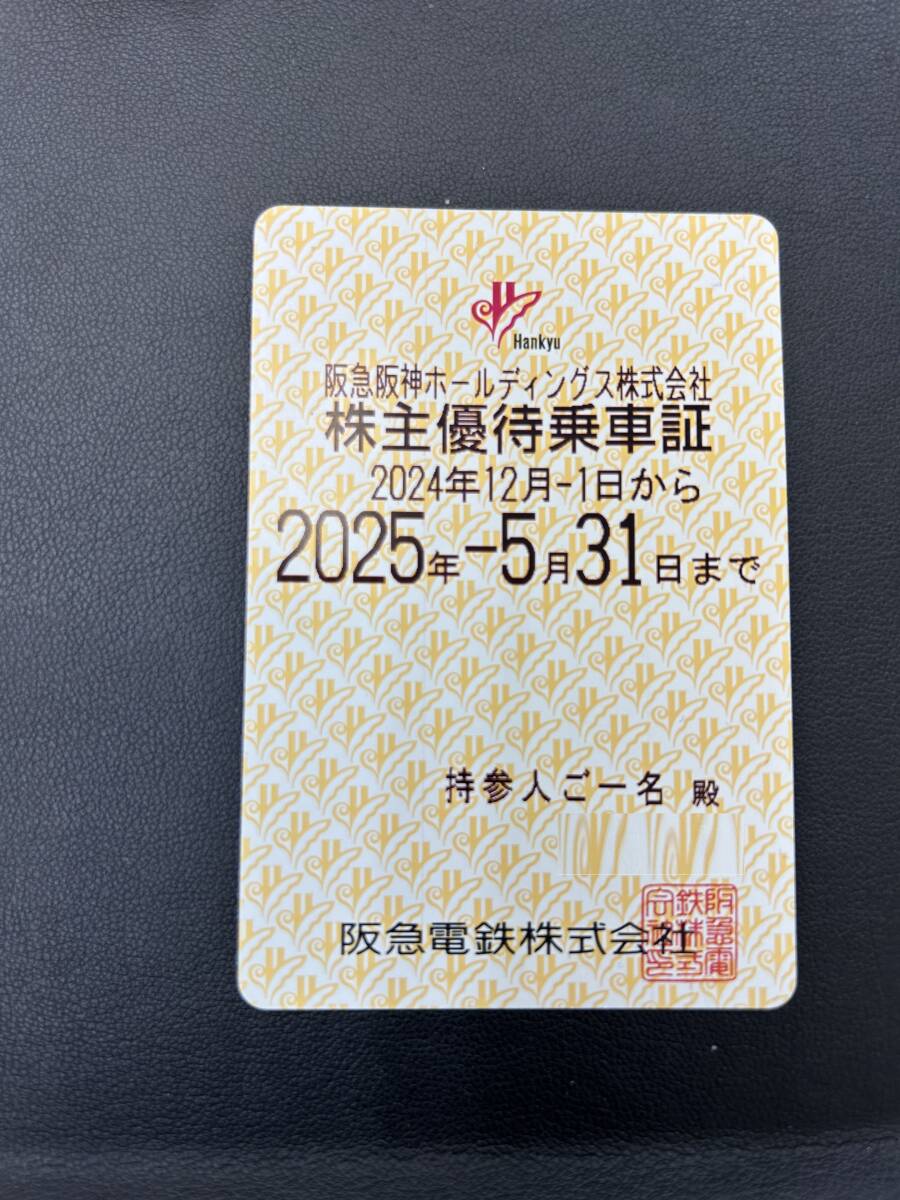 Hankyu
阪急阪神ホールディングス株式会社
株主優待乗車証
2024年12月-1日から
2025年-5月31日まで
持参人ご一名 殿
阪急電鉄株式会社